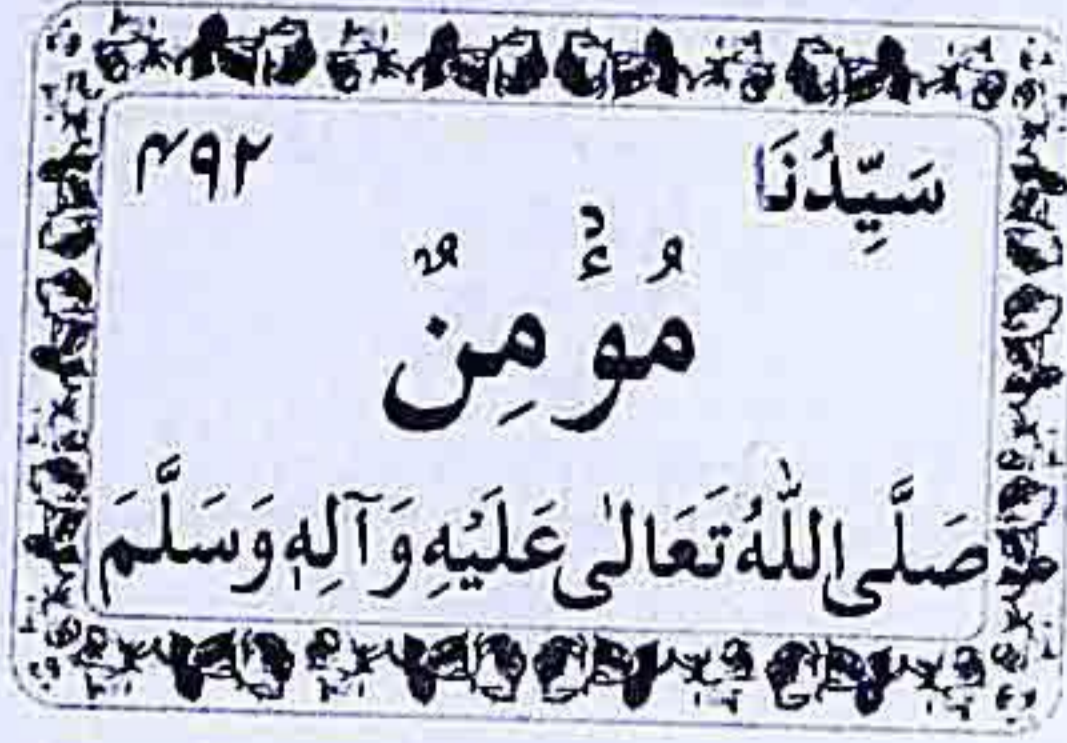 سَيِّدُنَا ۴۹۲
مُؤْمِنٌ
صَلَّى اللّٰهُ تَعَالٰى عَلَيْهِ وَآلِهٖ وَسَلَّمَ